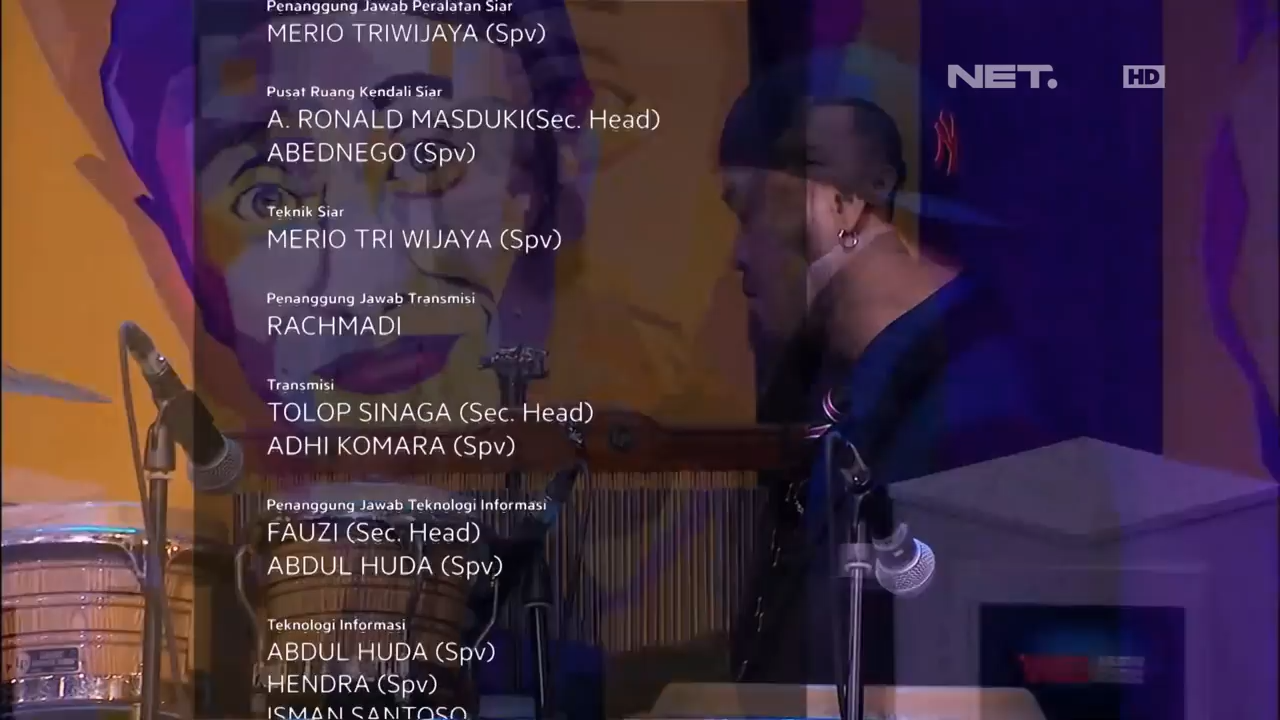 Penanggung Jawab Peralatan Siar
MERIO TRIWIJAYA (Spv)
NET.
HD
Pusat Ruang Kendali Siar
A. RONALD MASDUKI(Sec. Head)
ABEDNEGO (Spv)
Teknik Siar
MERIO TRI WIJAYA (Spv)
Penanggung Jawab Transmisi
RACHMADI
Transmisi
TOLOP SINAGA (Sec. Head)
ADHI KOMARA (Spv)
Penanggung Jawab Teknologi Informasi
FAUZI (Sec. Head)
ABDUL HUDA (Spv)
Teknologi Informasi
ABDUL HUDA (Spv)
HENDRA (Spv)
ISMAN SANTOSO